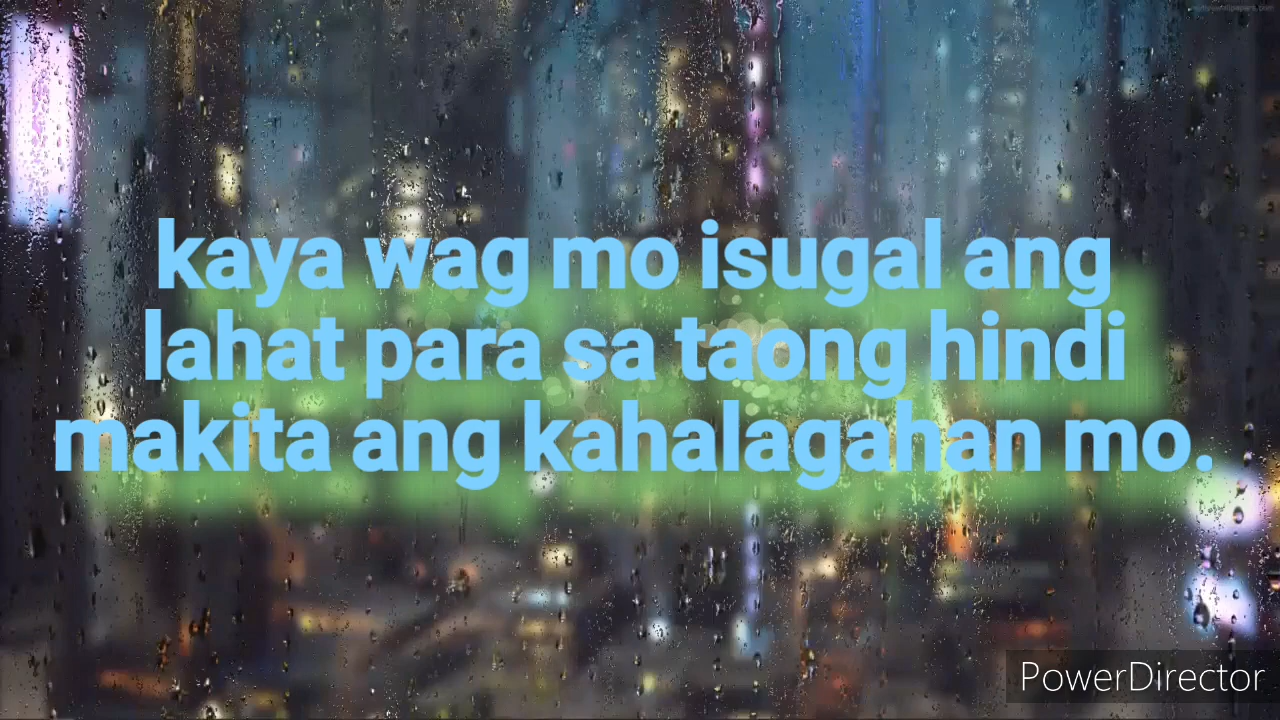 kaya wag mo isugal ang
lahat para sa taong hindi
makita ang kahalagahan mo.
PowerDirector